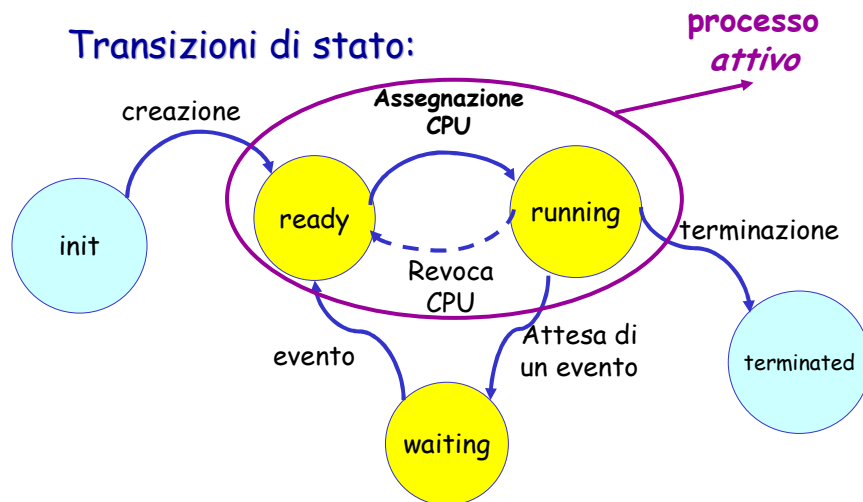 Transizioni di stato:
processo
attivo
creazione
Assegnazione
CPU
init
ready
running
terminazione
Revoca
CPU
evento
Attesa di
un evento
terminated
waiting